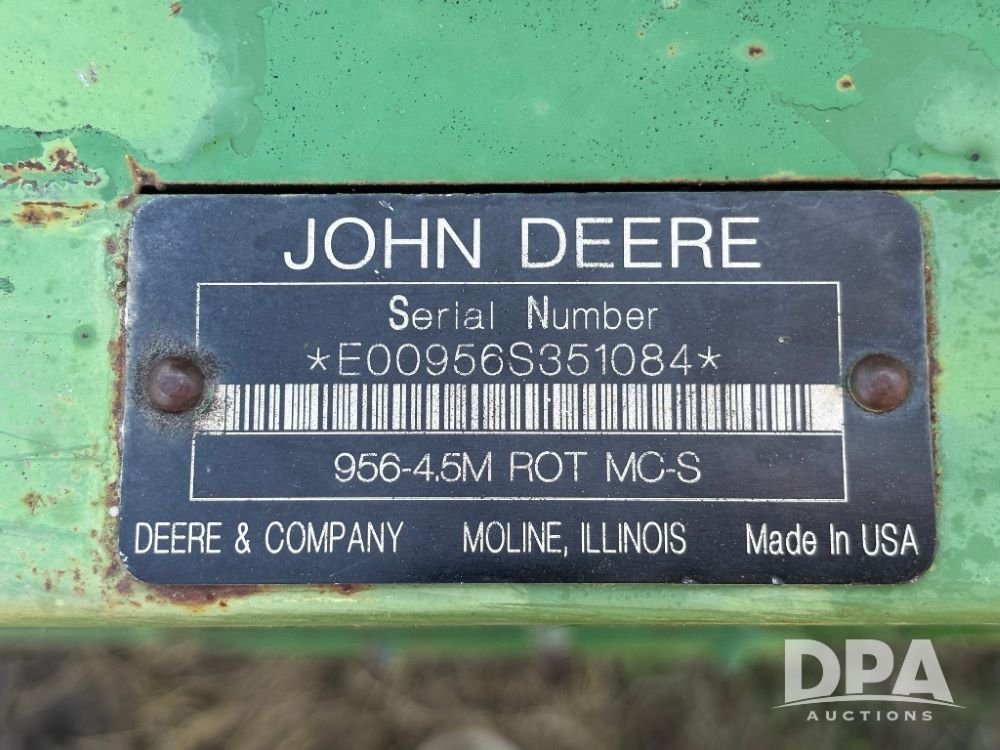 JOHN DEERE
Serial Number
*E00956S351084*
956-4.5M ROT MC-S
DEERE & COMPANY MOLINE, ILLINOIS Made In USA
DPA
AUCTIONS